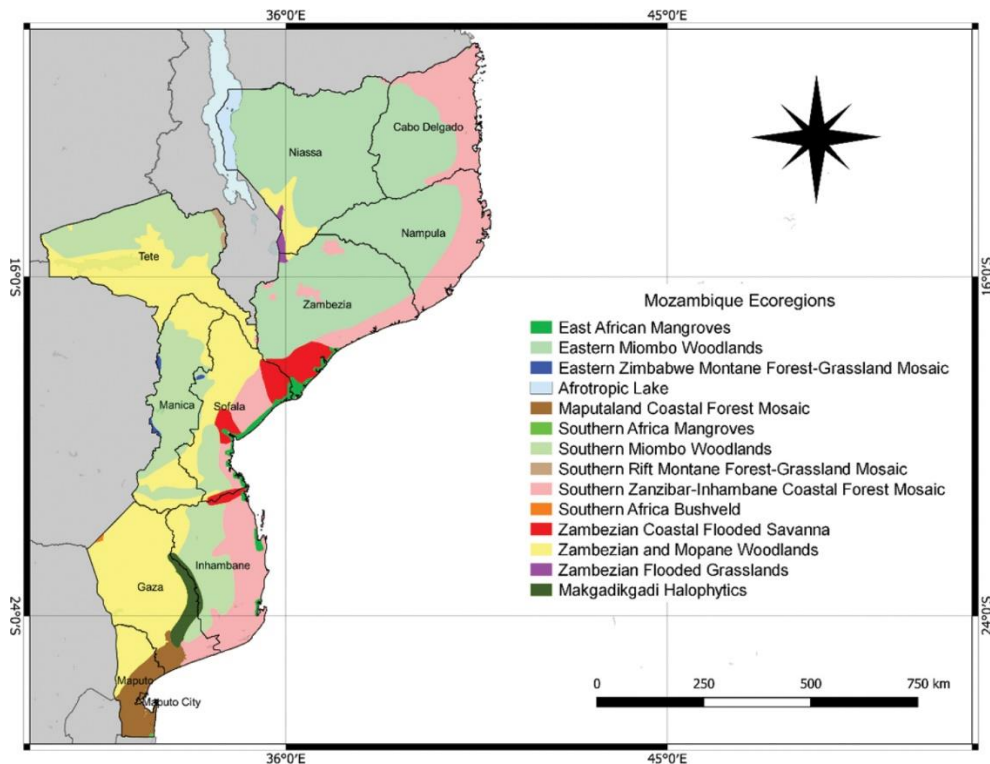 36°0'E
45°0'E
Cabo Delgado
Niassa
Nampula
Tete
16°0'S
16°0'S
Zambezia
Mozambique Ecoregions
East African Mangroves
Eastern Miombo Woodlands
Eastern Zimbabwe Montane Forest-Grassland Mosaic
Afrotropic Lake
Manica
Sofala
Maputaland Coastal Forest Mosaic
Southern Africa Mangroves
Southern Miombo Woodlands
Southern Rift Montane Forest-Grassland Mosaic
Southern Zanzibar-Inhambane Coastal Forest Mosaic
Southern Africa Bushveld
Zambezian Coastal Flooded Savanna
Zambezian and Mopane Woodlands
Zambezian Flooded Grasslands
Makgadikgadi Halophytics
Inhambane
Gaza
24°0'S
24°0'S
Maputo
Maputo City
0 250 500 750 km
36°0'E
45°0'E